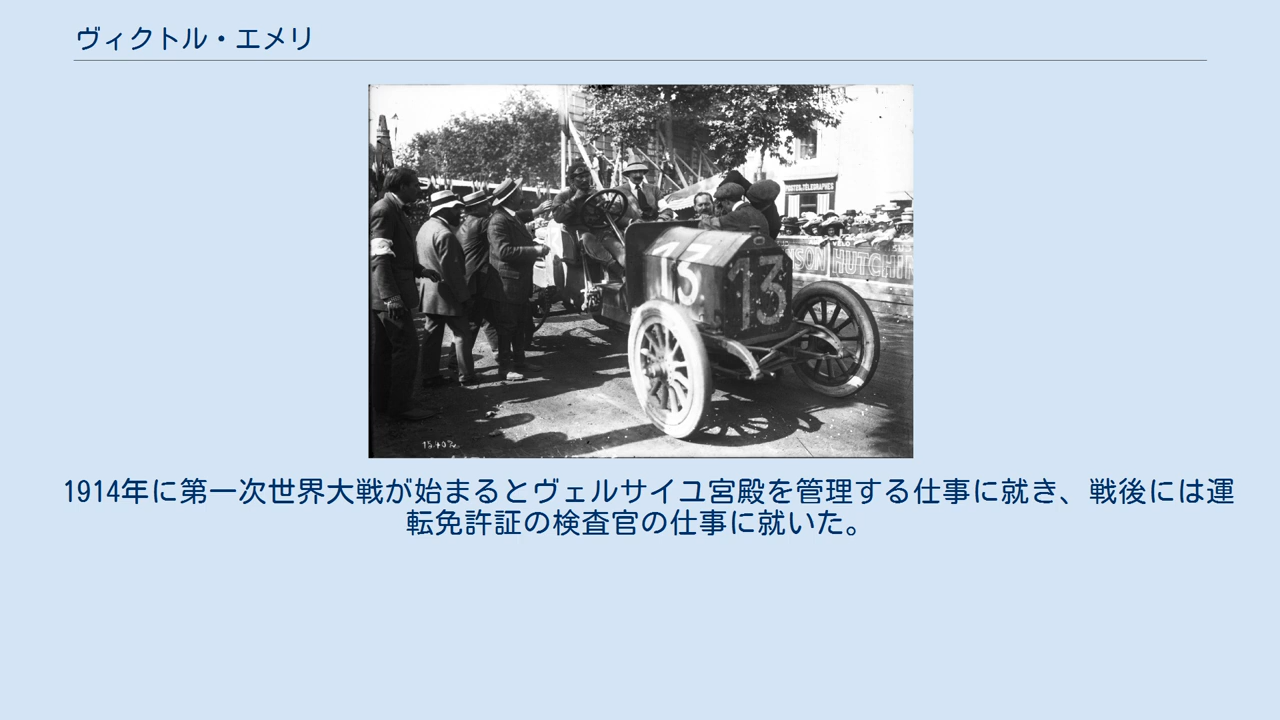 ヴィクトル・エメリ
POSTES & TÉLÉGRAPHES
13
13
HUTCHIN
1914年に第一次世界大戦が始まるとヴェルサイユ宮殿を管理する仕事に就き、戦後には運
転免許証の検査官の仕事に就いた。